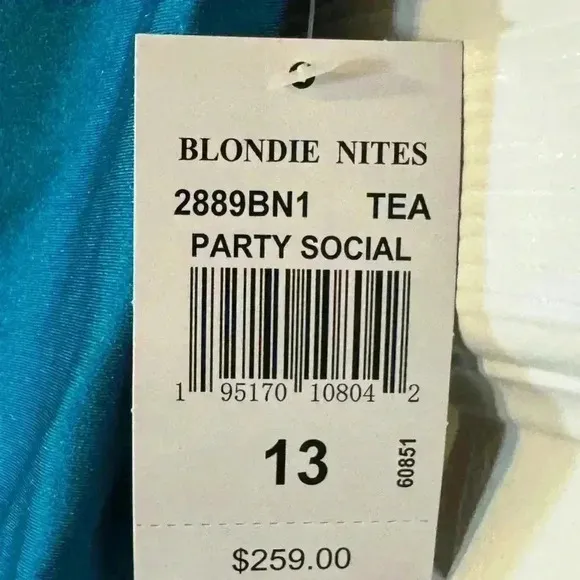 BLONDIE NITES
2889BN1 TEA
PARTY SOCIAL
1 95170 10804 2
13
60851
$259.00